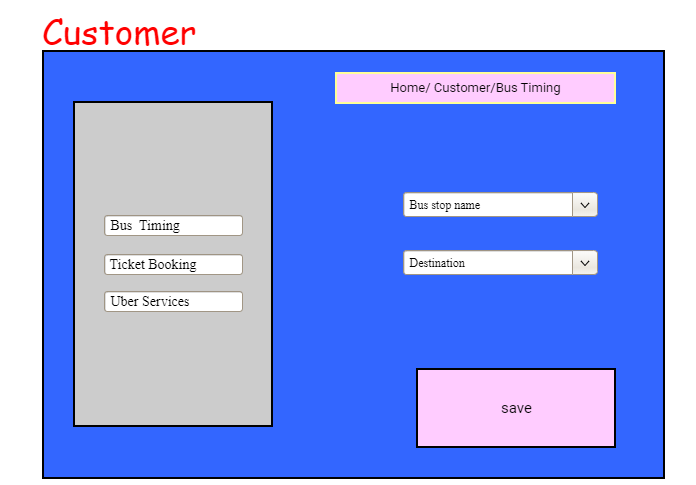 Customer
Home/ Customer/Bus Timing
Bus Timing
Ticket Booking
Uber Services
Bus stop name
Destination
save